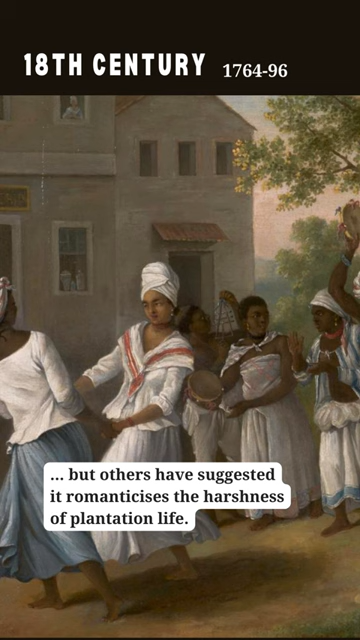 18TH CENTURY 1764-96
... but others have suggested
it romanticises the harshness
of plantation life.